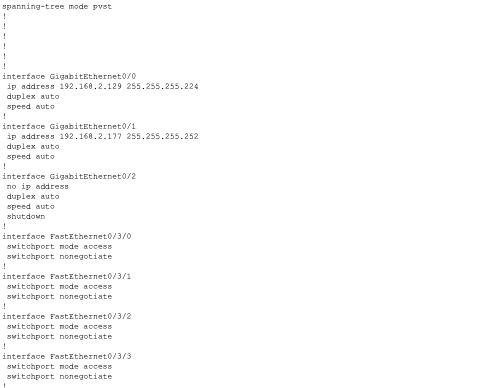 spanning-tree mode pvst
!
!
!
!
!
!
interface GigabitEthernet0/0
 ip address 192.168.2.129 255.255.255.224
 duplex auto
 speed auto
!
interface GigabitEthernet0/1
 ip address 192.168.2.177 255.255.255.252
 duplex auto
 speed auto
!
interface GigabitEthernet0/2
 no ip address
 duplex auto
 speed auto
 shutdown
!
interface FastEthernet0/3/0
 switchport mode access
 switchport nonegotiate
!
interface FastEthernet0/3/1
 switchport mode access
 switchport nonegotiate
!
interface FastEthernet0/3/2
 switchport mode access
 switchport nonegotiate
!
interface FastEthernet0/3/3
 switchport mode access
 switchport nonegotiate
!